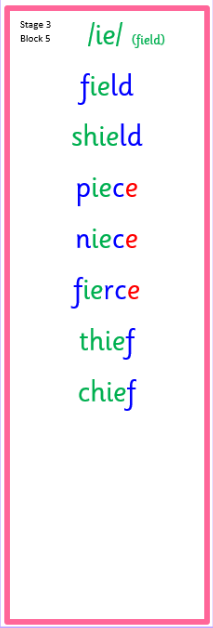 Stage 3
Block 5
/ie/ (field)
field
shield
piece
niece
fierce
thief
chief